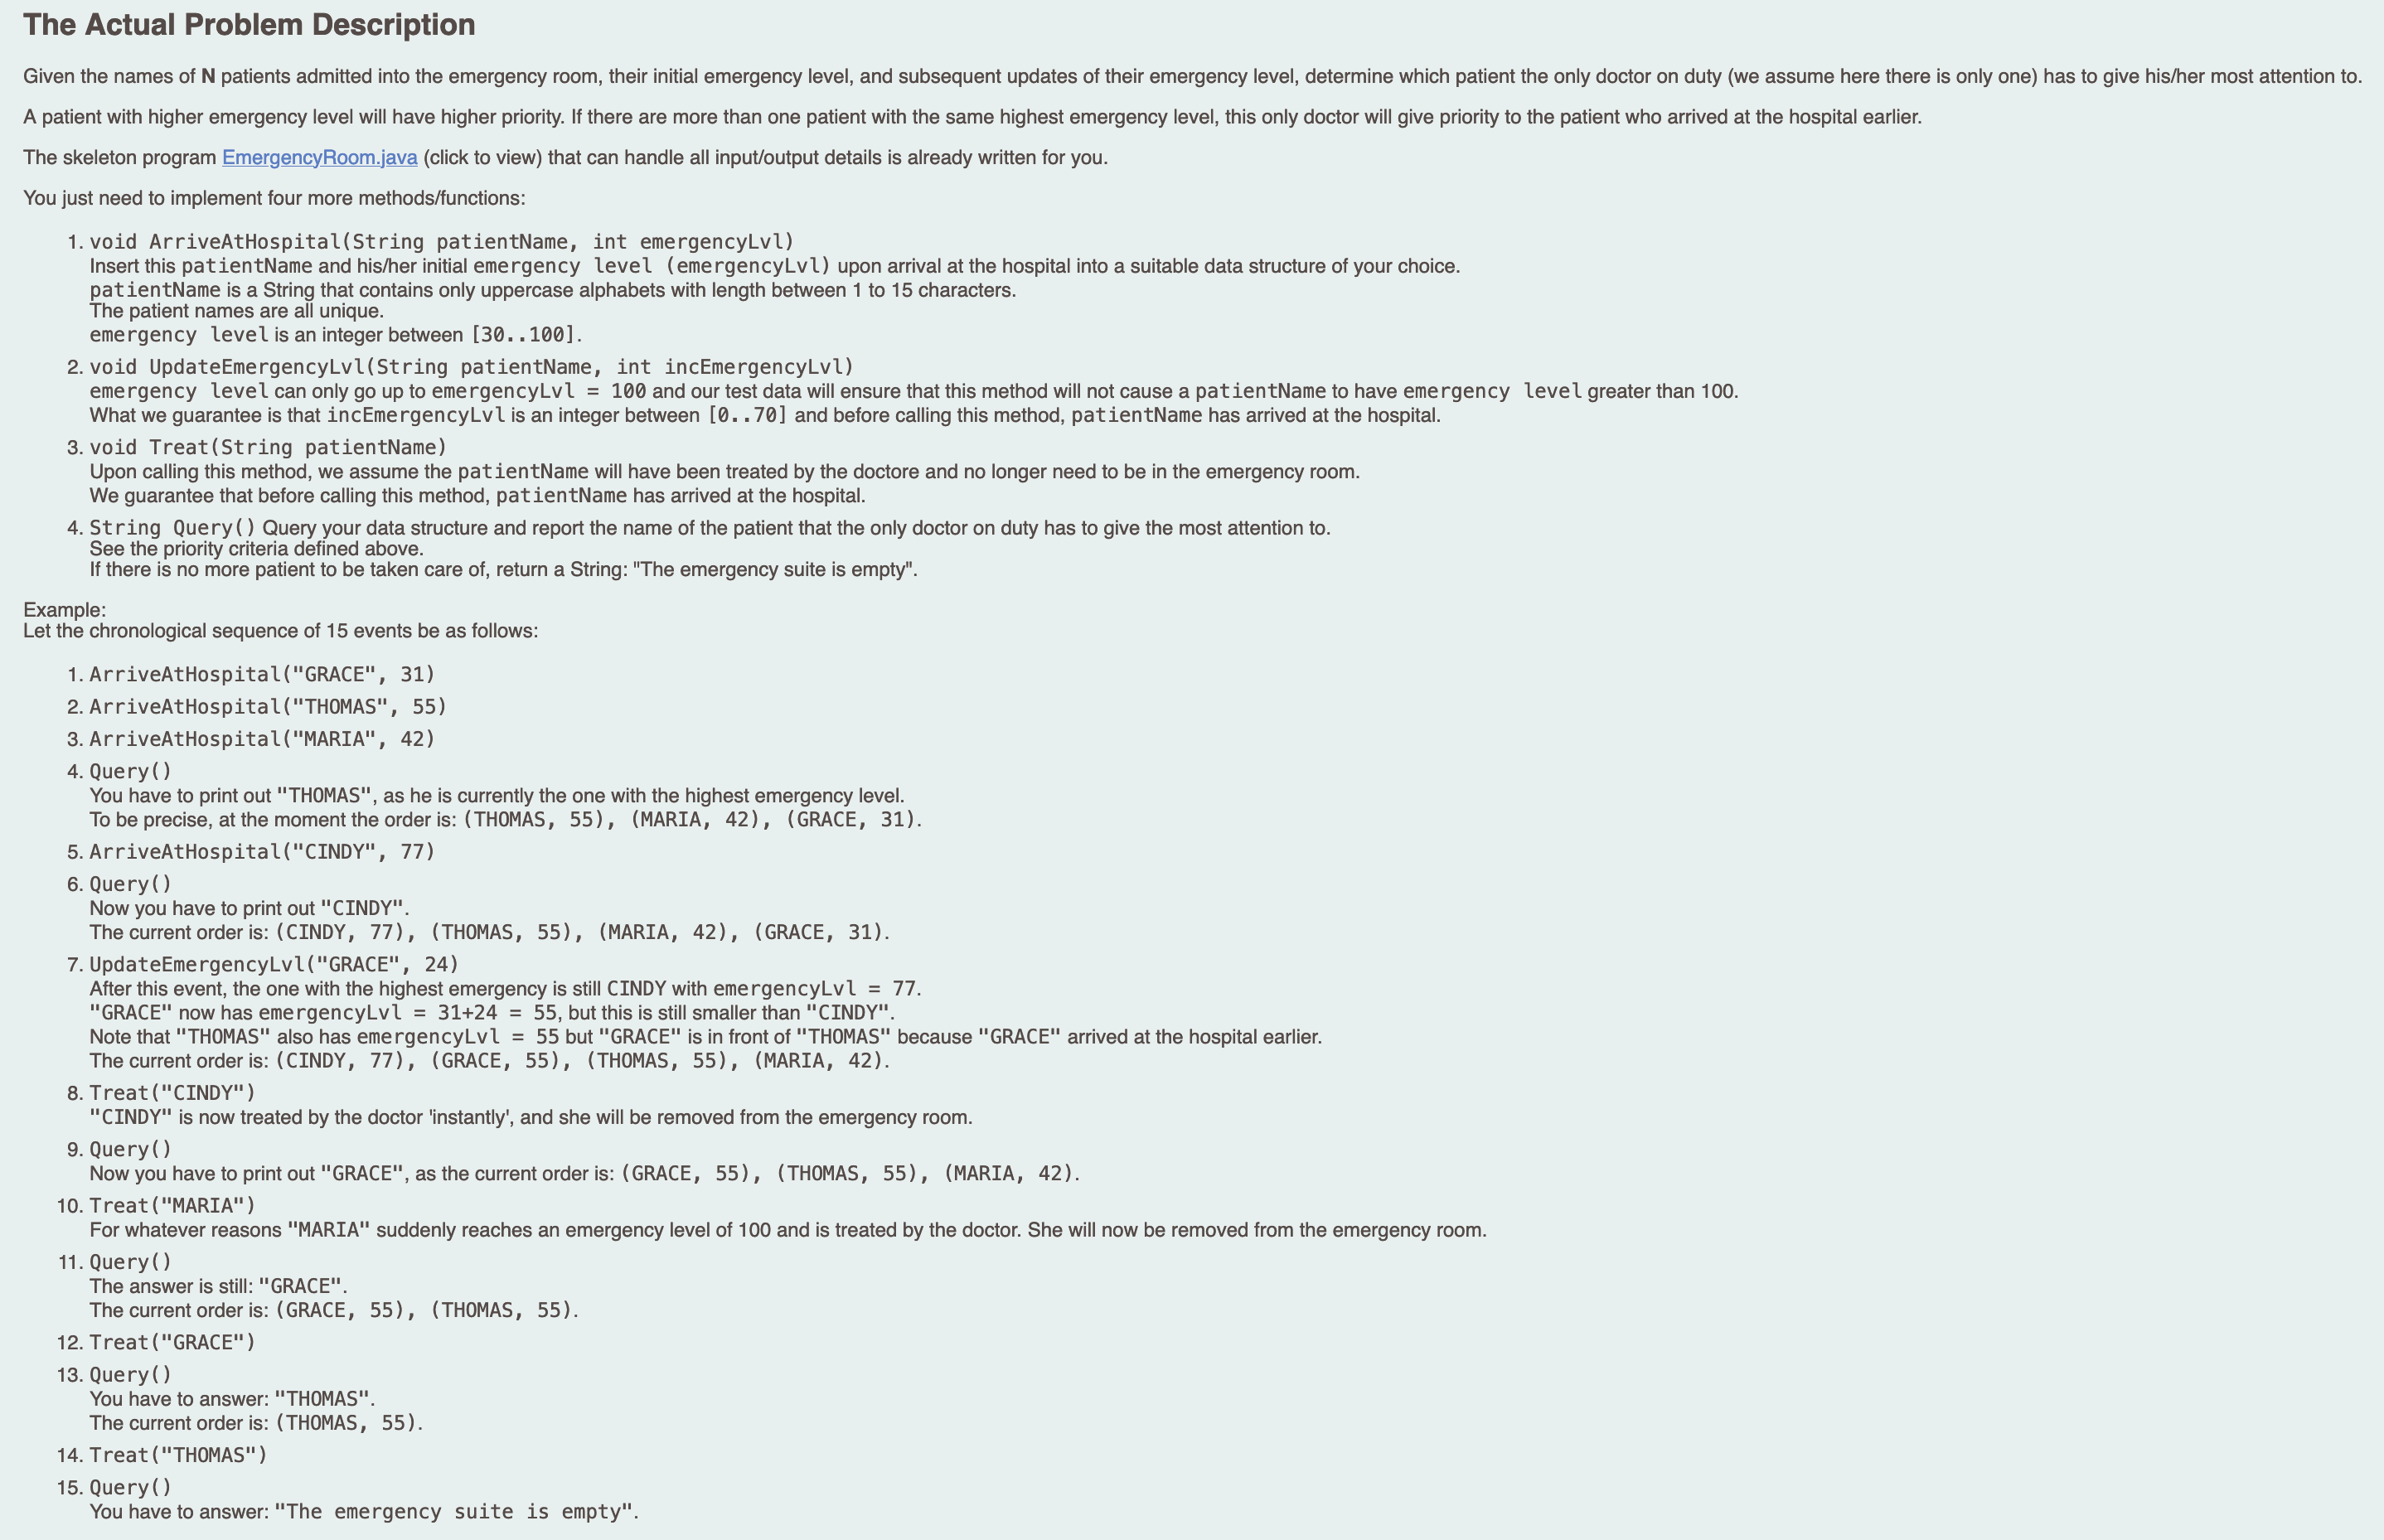 The Actual Problem Description
Given the names of N patients admitted into the emergency room, their initial emergency level, and subsequent updates of their emergency level, determine which patient the only doctor on duty (we assume here there is only one) has to give his/her most attention to.
A patient with higher emergency level will have higher priority. If there are more than one patient with the same highest emergency level, this only doctor will give priority to the patient who arrived at the hospital earlier.
The skeleton program EmergencyRoom.java (click to view) that can handle all input/output details is already written for you.
You just need to implement four more methods/functions:
1. void ArriveAtHospital(String patientName, int emergencyLvl)
Insert this patientName and his/her initial emergency level (emergencyLvl) upon arrival at the hospital into a suitable data structure of your choice.
patientName is a String that contains only uppercase alphabets with length between 1 to 15 characters.
The patient names are all unique.
emergency level is an integer between [30..100].
2. void UpdateEmergencyLvl(String patientName, int incEmergencyLvl)
emergency level can only go up to emergencyLvl = 100 and our test data will ensure that this method will not cause a patientName to have emergency level greater than 100.
What we guarantee is that incEmergencyLvl is an integer between [0..70] and before calling this method, patientName has arrived at the hospital.
3. void Treat(String patientName)
Upon calling this method, we assume the patientName will have been treated by the doctore and no longer need to be in the emergency room.
We guarantee that before calling this method, patientName has arrived at the hospital.
4. String Query() Query your data structure and report the name of the patient that the only doctor on duty has to give the most attention to.
See the priority criteria defined above.
If there is no more patient to be taken care of, return a String: "The emergency suite is empty".
Example:
Let the chronological sequence of 15 events be as follows:
1. ArriveAtHospital("GRACE", 31)
2. ArriveAtHospital("THOMAS", 55)
3. ArriveAtHospital("MARIA", 42)
4. Query()
You have to print out "THOMAS", as he is currently the one with the highest emergency level.
To be precise, at the moment the order is: (THOMAS, 55), (MARIA, 42), (GRACE, 31).
5. ArriveAtHospital("CINDY", 77)
6. Query()
Now you have to print out "CINDY".
The current order is: (CINDY, 77), (THOMAS, 55), (MARIA, 42), (GRACE, 31).
7. UpdateEmergencyLvl("GRACE", 24)
After this event, the one with the highest emergency is still CINDY with emergencyLvl = 77.
"GRACE" now has emergencyLvl = 31+24 = 55, but this is still smaller than "CINDY".
Note that "THOMAS" also has emergencyLvl = 55 but "GRACE" is in front of "THOMAS" because "GRACE" arrived at the hospital earlier.
The current order is: (CINDY, 77), (GRACE, 55), (THOMAS, 55), (MARIA, 42).
8. Treat("CINDY")
"CINDY" is now treated by the doctor 'instantly', and she will be removed from the emergency room.
9. Query()
Now you have to print out "GRACE", as the current order is: (GRACE, 55), (THOMAS, 55), (MARIA, 42).
10. Treat("MARIA")
For whatever reasons "MARIA" suddenly reaches an emergency level of 100 and is treated by the doctor. She will now be removed from the emergency room.
11. Query()
The answer is still: "GRACE".
The current order is: (GRACE, 55), (THOMAS, 55).
12. Treat("GRACE")
13. Query()
You have to answer: "THOMAS".
The current order is: (THOMAS, 55).
14. Treat("THOMAS")
15. Query()
You have to answer: "The emergency suite is empty".